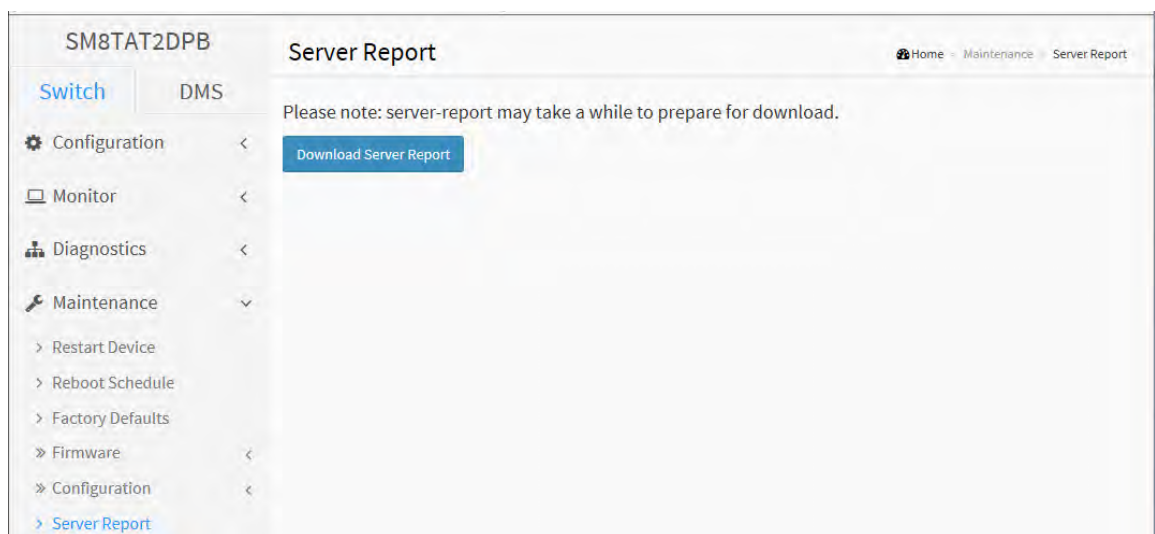 SM8TAT2DPB
Switch DMS
Configuration
Monitor
Diagnostics
Maintenance
Restart Device
Reboot Schedule
Factory Defaults
Firmware
Configuration
Server Report
Server Report
Home Maintenance Server Report
Please note: server-report may take a while to prepare for download.
Download Server Report